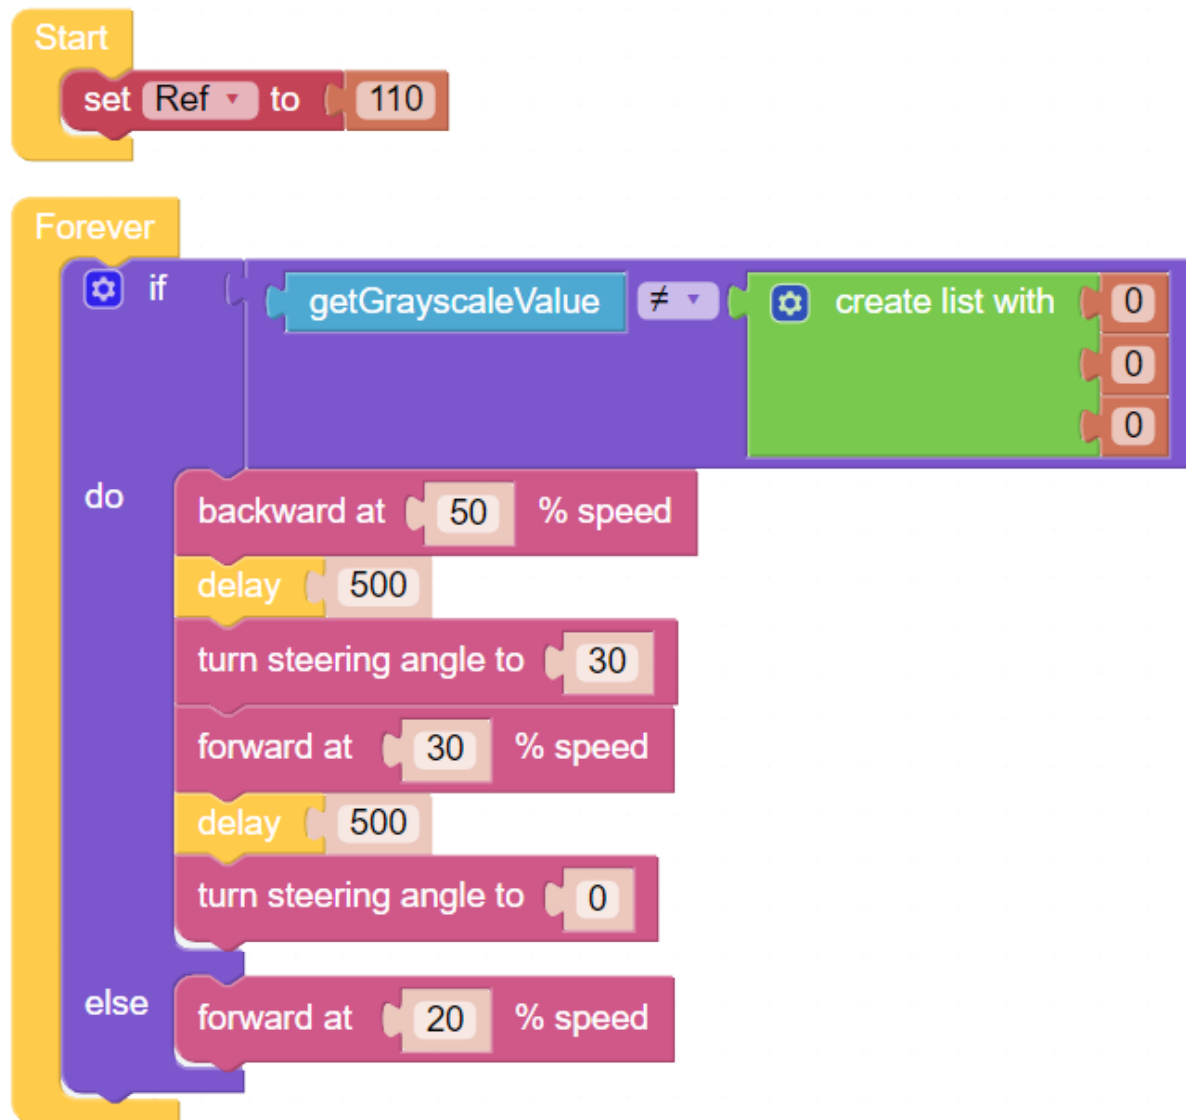 Start
set Ref to 110
Forever
if getGrayscaleValue ≠ create list with 0
0
0
do backward at 50 % speed
delay 500
turn steering angle to 30
forward at 30 % speed
delay 500
turn steering angle to 0
else forward at 20 % speed